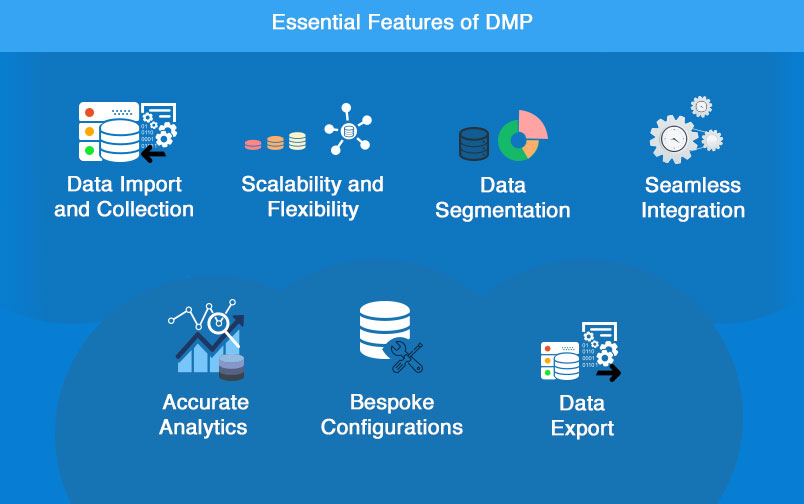 Essential Features of DMP
Data Import
and Collection
Scalability and
Flexibility
Data
Segmentation
Seamless
Integration
Accurate
Analytics
Bespoke
Configurations
Data
Export